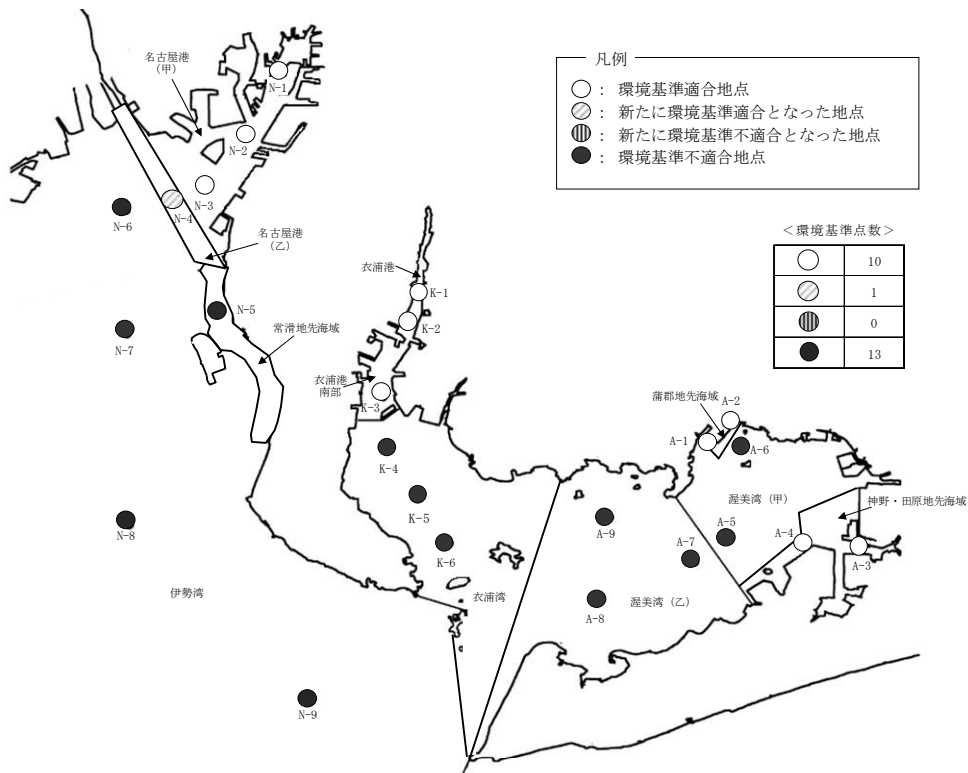 名古屋港
(甲)
N-1
N-2
N-3
N-4
名古屋港
(乙)
N-5
N-6
N-7
N-8
N-9
常滑地先海域
伊勢湾
衣浦港
K-1
K-2
衣浦港
南部
K-3
K-4
K-5
K-6
衣浦湾
蒲郡地先海域
A-2
A-1
A-6
渥美湾(甲)
神野・田原地先海域
A-5
A-4
A-3
A-9
A-7
A-8
渥美湾(乙)
凡例
○ : 環境基準適合地点
: 新たに環境基準適合となった地点
: 新たに環境基準不適合となった地点
● : 環境基準不適合地点
<環境基準点数>
10
1
0
13